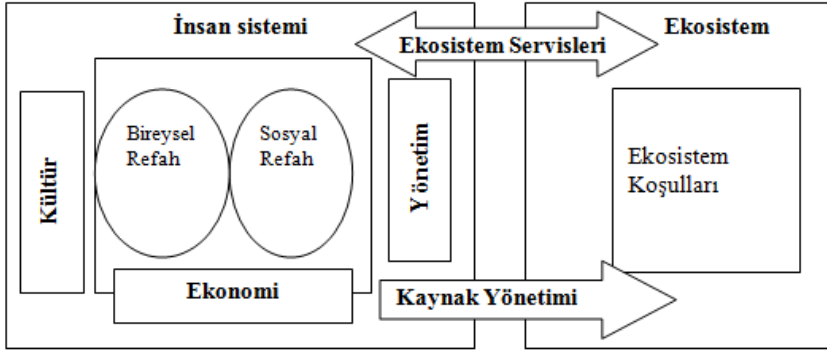 İnsan sistemi
Ekosistem Servisleri
Ekosistem
Kültür
Bireysel
Refah
Sosyal
Refah
Yönetim
Ekosistem
Koşulları
Ekonomi
Kaynak Yönetimi